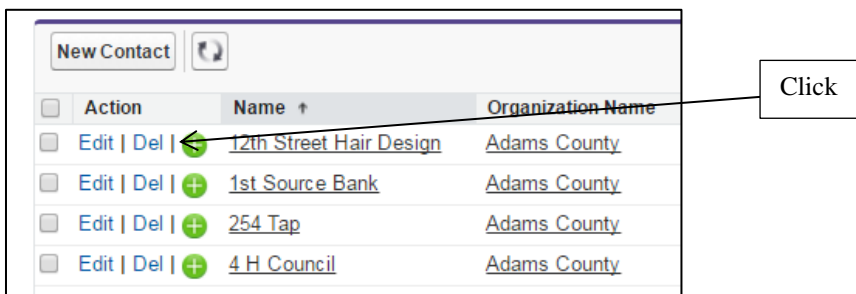 New Contact
Click
Action Name ↑ Organization Name
Edit | Del | 12th Street Hair Design Adams County
Edit | Del | 1st Source Bank Adams County
Edit | Del | 254 Tap Adams County
Edit | Del | 4 H Council Adams County